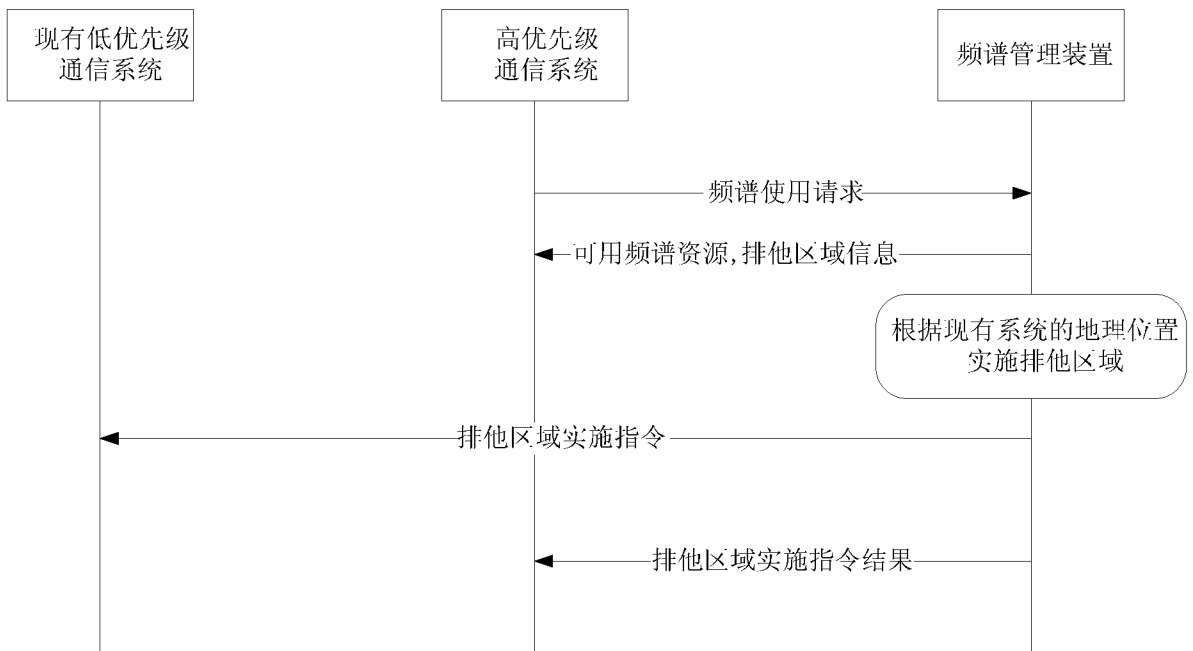 现有低优先级
通信系统
高优先级
通信系统
频谱管理装置
频谱使用请求
可用频谱资源,排他区域信息
根据现有系统的地理位置
实施排他区域
排他区域实施指令
排他区域实施指令结果